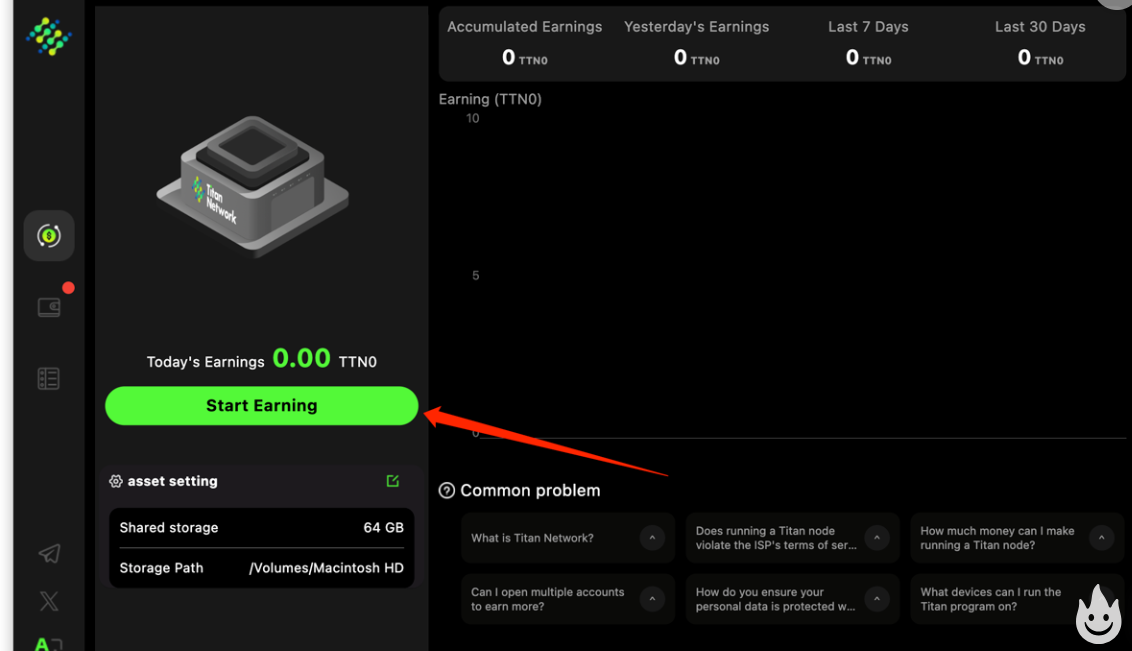 Accumulated Earnings
0 TTN0
Yesterday's Earnings
0 TTN0
Last 7 Days
0 TTN0
Last 30 Days
0 TTN0
Earning (TTN0)
10
5
0
Titan
Network
Today's Earnings 0.00 TTN0
Start Earning
asset setting
Shared storage 64 GB
Storage Path /Volumes/Macintosh HD
Common problem
What is Titan Network?
Does running a Titan node
violate the ISP's terms of ser...
How much money can I make
running a Titan node?
Can I open multiple accounts
to earn more?
How do you ensure your
personal data is protected w...
What devices can I run the
Titan program on?
A